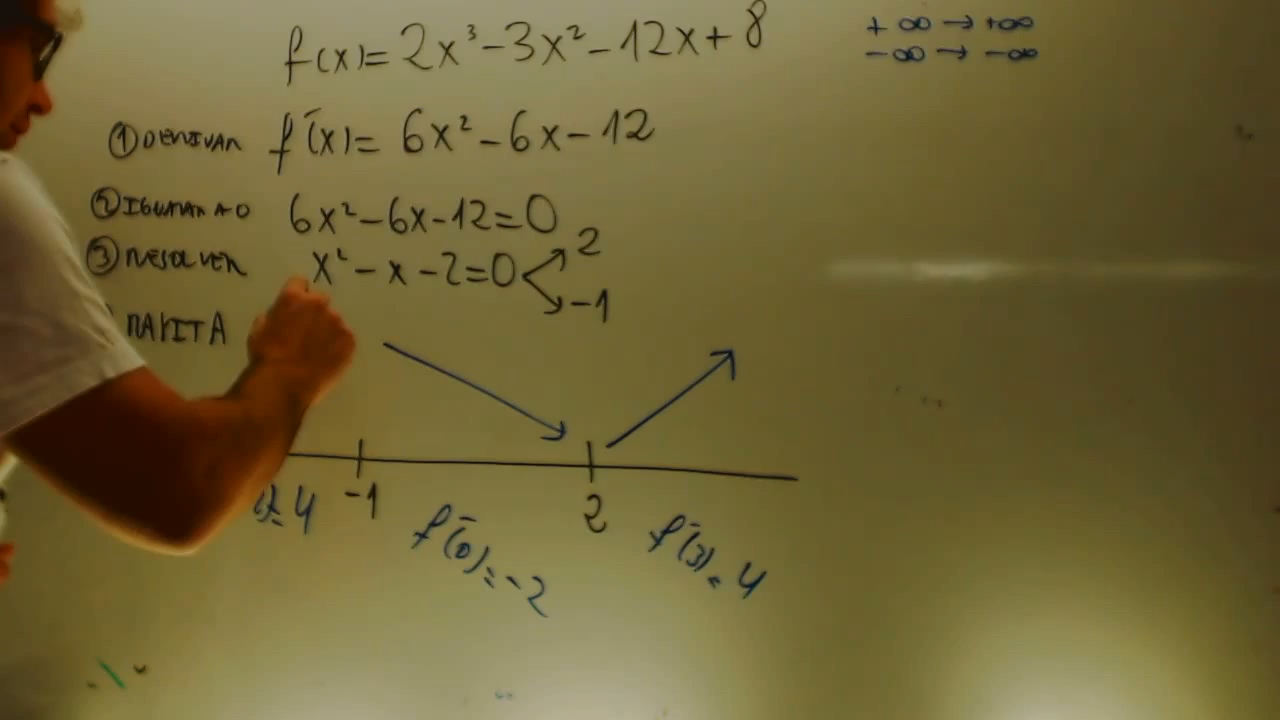 f(x)=2x³-3x²-12x+8
+∞→+∞
-∞→-∞
① DERIVAR f'(x)= 6x²-6x-12
② IGUALAR A 0 6x²-6x-12=0
③ RESOLVER x²-x-2=0 2
-1
RAYITA
-1 2
)=4 f'(0)=-2 f'(3)=4